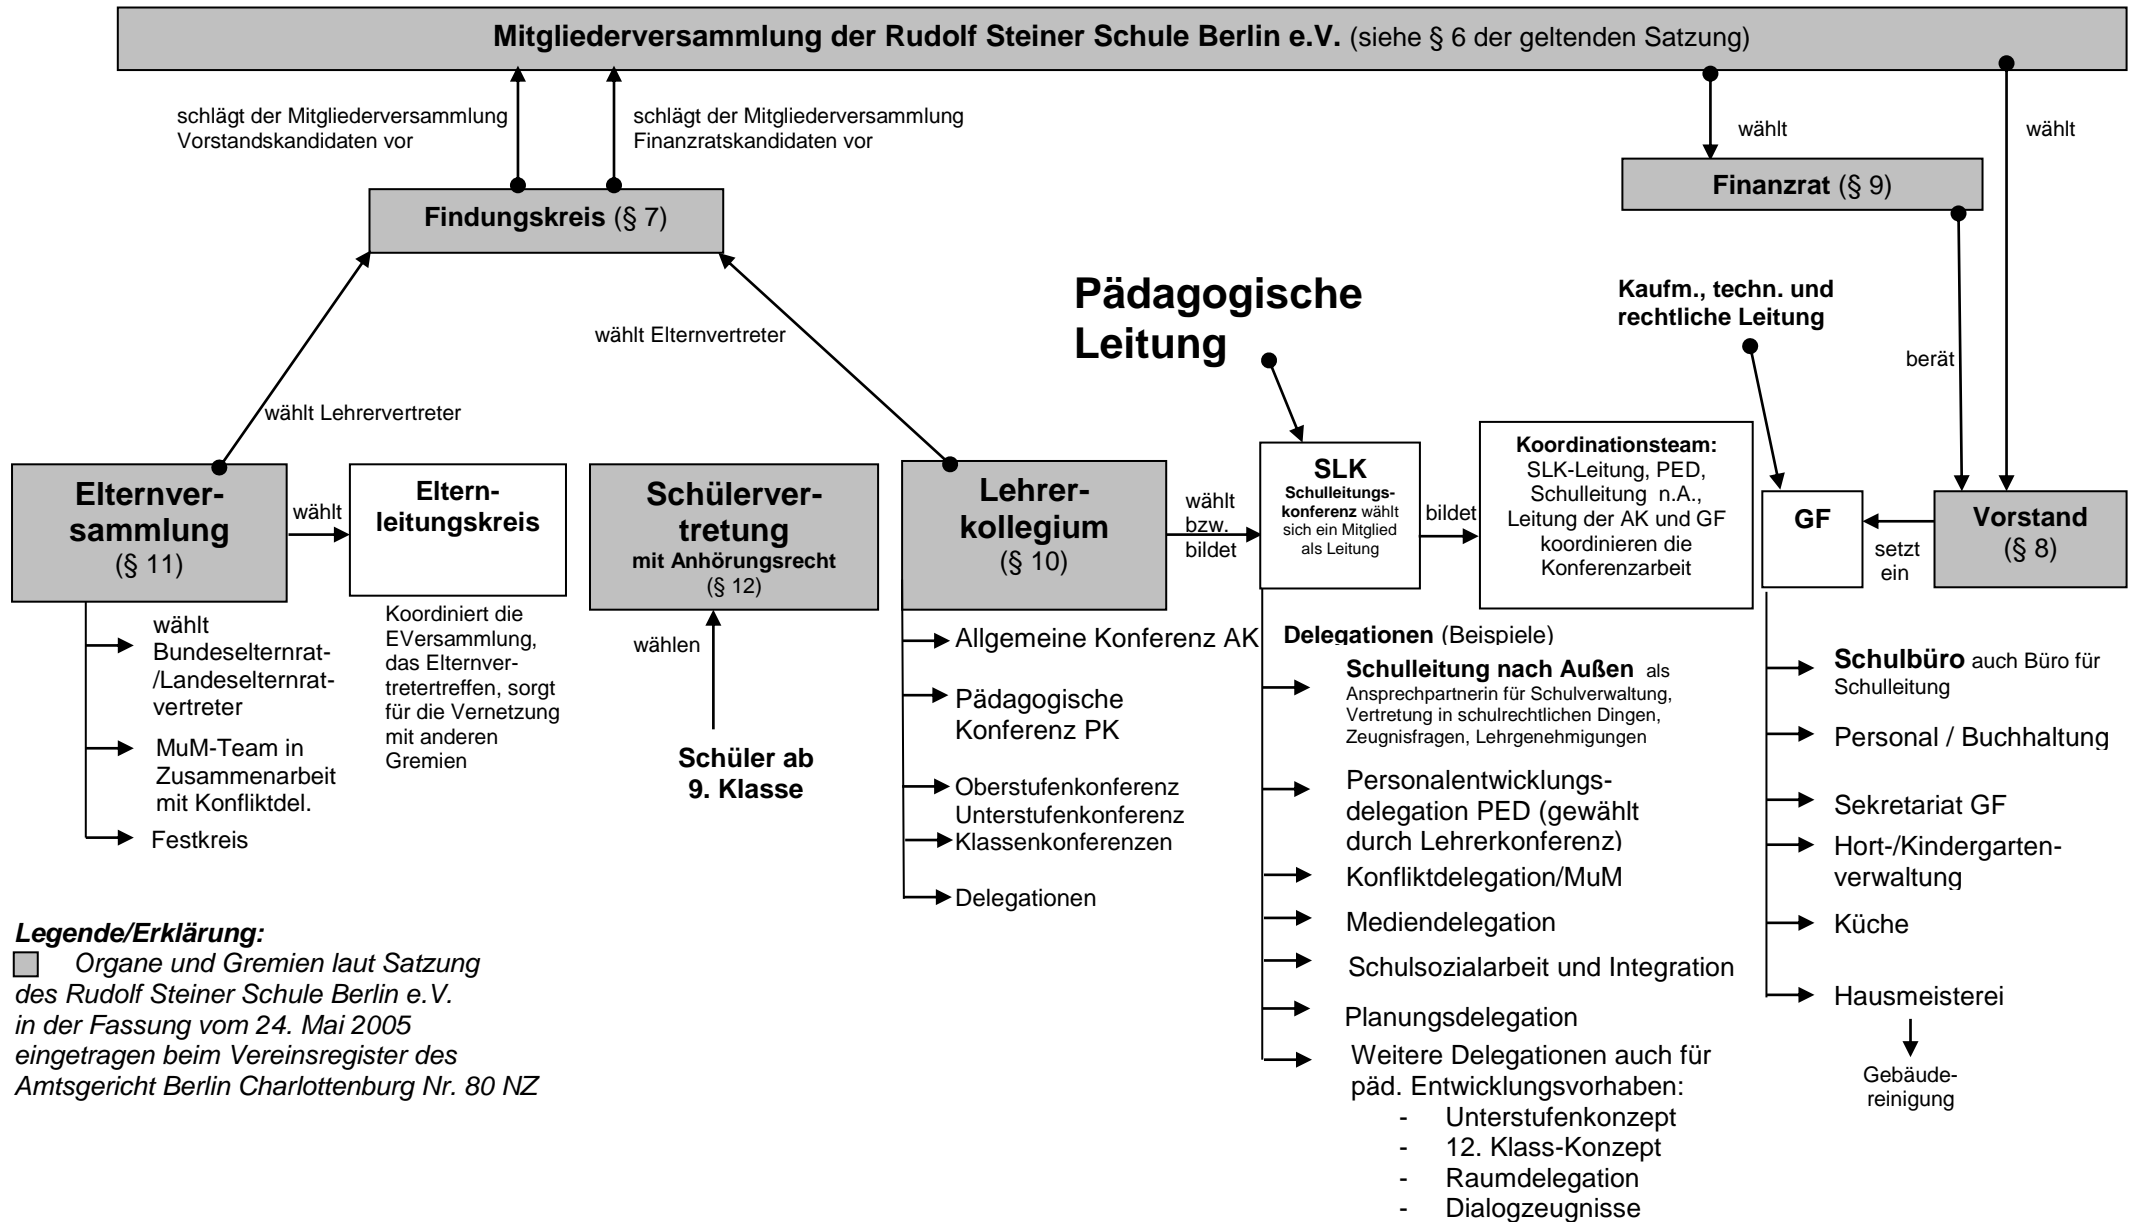 Mitgliederversammlung der Rudolf Steiner Schule Berlin e.V. (siehe § 6 der geltenden Satzung)
schlägt der Mitgliederversammlung
Vorstandskandidaten vor
schlägt der Mitgliederversammlung
Finanzratskandidaten vor
wählt
wählt
Finanzrat (§ 9)
Findungskreis (§ 7)
Pädagogische
Leitung
Kaufm., techn. und
rechtliche Leitung
wählt Elternvertreter
berät
wählt Lehrervertreter
Elternver-
sammlung
(§ 11)
wählt
Eltern-
leitungskreis
Schülerver-
tretung
mit Anhörungsrecht
(§ 12)
Lehrer-
kollegium
(§ 10)
wählt
bzw.
bildet
SLK
Schulleitungs-
konferenz wählt
sich ein Mitglied
als Leitung
bildet
Koordinationsteam:
SLK-Leitung, PED,
Schulleitung n.A.,
Leitung der AK und GF
koordinieren die
Konferenzarbeit
GF
setzt
ein
Vorstand
(§ 8)
wählt
Bundeselternrat-
/Landeselternrat-
vertreter
MuM-Team in
Zusammenarbeit
mit Konfliktdel.
Festkreis
Koordiniert die
EVersammlung,
das Elternver-
tretertreffen, sorgt
für die Vernetzung
mit anderen
Gremien
wählen
Schüler ab
9. Klasse
Allgemeine Konferenz AK
Pädagogische
Konferenz PK
Oberstufenkonferenz
Unterstufenkonferenz
Klassenkonferenzen
Delegationen
Delegationen (Beispiele)
Schulleitung nach Außen als
Ansprechpartnerin für Schulverwaltung,
Vertretung in schulrechtlichen Dingen,
Zeugnisfragen, Lehrgenehmigungen
Personalentwicklungs-
delegation PED (gewählt
durch Lehrerkonferenz)
Konfliktdelegation/MuM
Mediendelegation
Schulsozialarbeit und Integration
Planungsdelegation
Weitere Delegationen auch für
päd. Entwicklungsvorhaben:
- Unterstufenkonzept
- 12. Klass-Konzept
- Raumdelegation
- Dialogzeugnisse
Schulbüro auch Büro für
Schulleitung
Personal / Buchhaltung
Sekretariat GF
Hort-/Kindergarten-
verwaltung
Küche
Hausmeisterei
Gebäude-
reinigung
Legende/Erklärung:
Organe und Gremien laut Satzung
des Rudolf Steiner Schule Berlin e.V.
in der Fassung vom 24. Mai 2005
eingetragen beim Vereinsregister des
Amtsgericht Berlin Charlottenburg Nr. 80 NZ